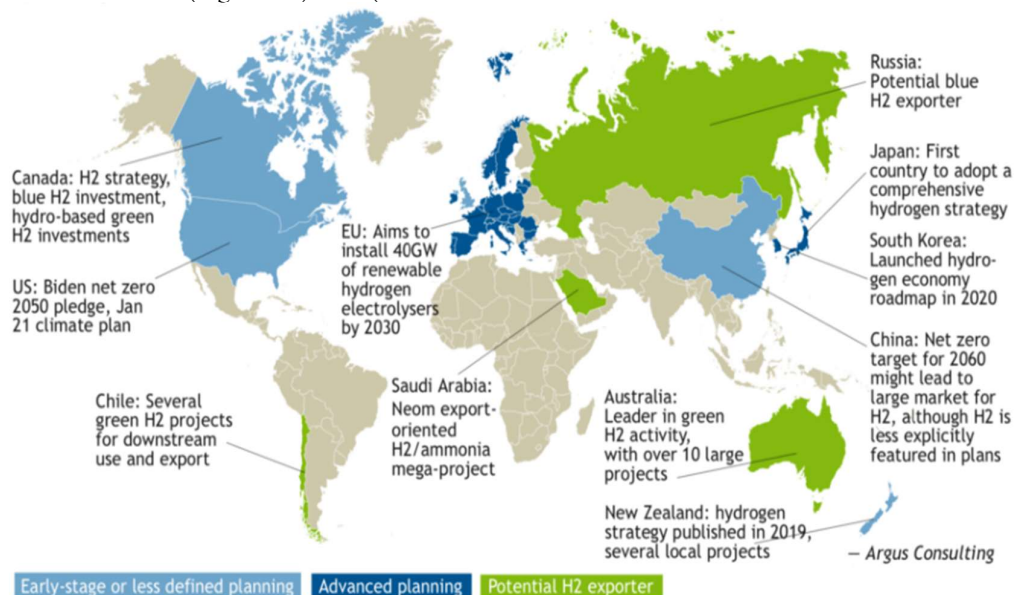 Russia:
Potential blue
H2 exporter
Japan: First
country to adopt a
comprehensive
hydrogen strategy
Canada: H2 strategy,
blue H2 investment,
hydro-based green
H2 investments
EU: Aims to
install 40GW
of renewable
hydrogen
electrolysers
by 2030
South Korea:
Launched hydro-
gen economy
roadmap in 2020
US: Biden net zero
2050 pledge, Jan
21 climate plan
China: Net zero
target for 2060
might lead to
large market for
H2, although H2 is
less explicitly
featured in plans
Chile: Several
green H2 projects
for downstream
use and export
Saudi Arabia:
Neom export-
oriented
H2/ammonia
mega-project
Australia:
Leader in green
H2 activity,
with over 10 large
projects
New Zealand: hydrogen
strategy published in 2019,
several local projects
— Argus Consulting
Early-stage or less defined planning
Advanced planning
Potential H2 exporter